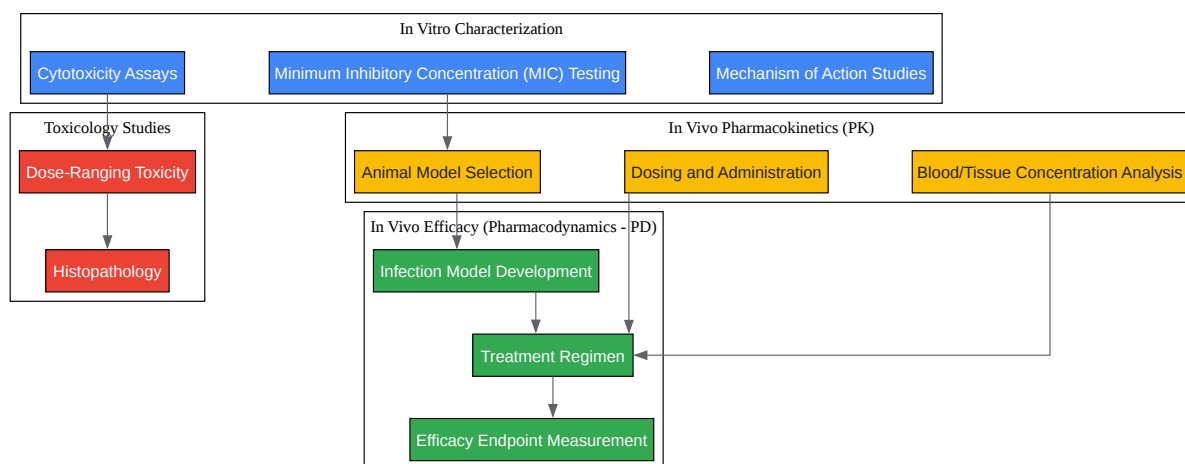 In Vitro Characterization
Cytotoxicity Assays
Minimum Inhibitory Concentration (MIC) Testing
Mechanism of Action Studies
Toxicology Studies
In Vivo Pharmacokinetics (PK)
Dose-Ranging Toxicity
Animal Model Selection
Dosing and Administration
Blood/Tissue Concentration Analysis
In Vivo Efficacy (Pharmacodynamics - PD)
Histopathology
Infection Model Development
Treatment Regimen
Efficacy Endpoint Measurement